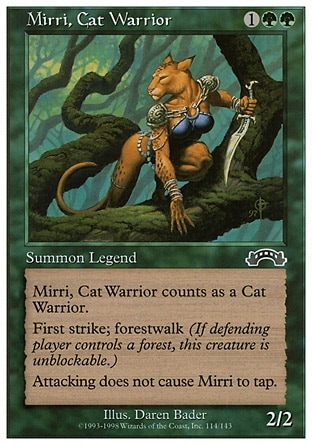 Mirri, Cat Warrior 1
Summon Legend
Mirri, Cat Warrior counts as a Cat
Warrior.
First strike; forestwalk (If defending
player controls a forest, this creature is
unblockable.)
Attacking does not cause Mirri to tap.
Illus. Daren Bader
©1993-1998 Wizards of the Coast, Inc. 114/143
2/2